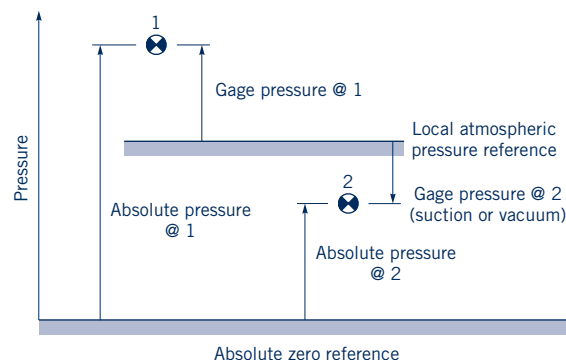 1
Gage pressure @ 1
Local atmospheric
pressure reference
Pressure
2
Gage pressure @ 2
(suction or vacuum)
Absolute pressure
@ 1
Absolute pressure
@ 2
Absolute zero reference